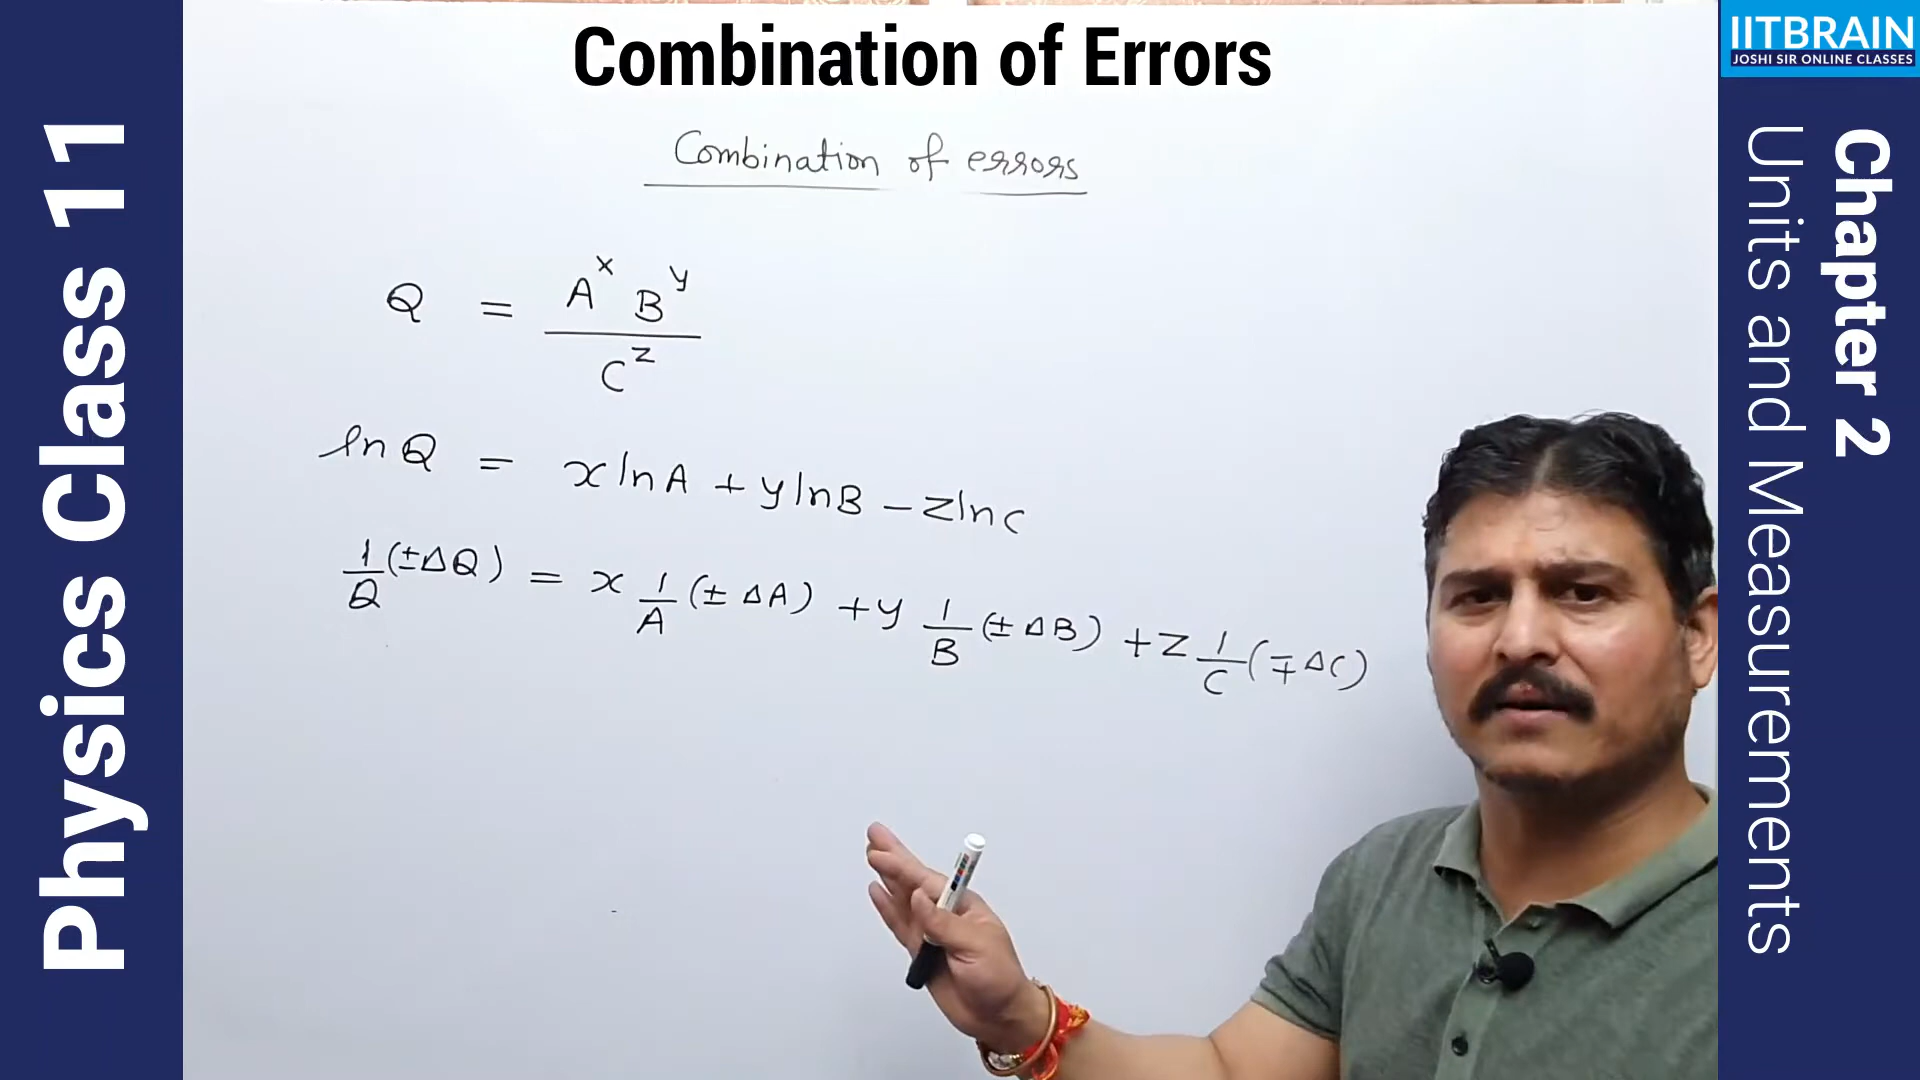 Combination of Errors
IITBRAIN
JOSHI SIR ONLINE CLASSES
Physics Class 11
Chapter 2
Units and Measurements
Combination of errors
Q = A^x B^y / C^z
ln Q = x ln A + y ln B − z ln C
1/Q (± ΔQ) = x 1/A (± ΔA) + y 1/B (± ΔB) + z 1/C (∓ ΔC)